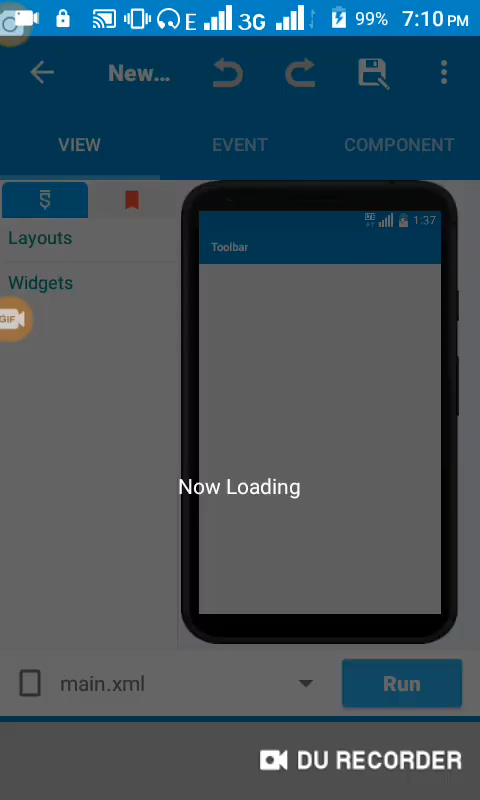 E 3G 99% 7:10 PM
New...
VIEW EVENT COMPONENT
Layouts
Widgets
1:37
Toolbar
GIF
Now Loading
main.xml
Run
DU RECORDER